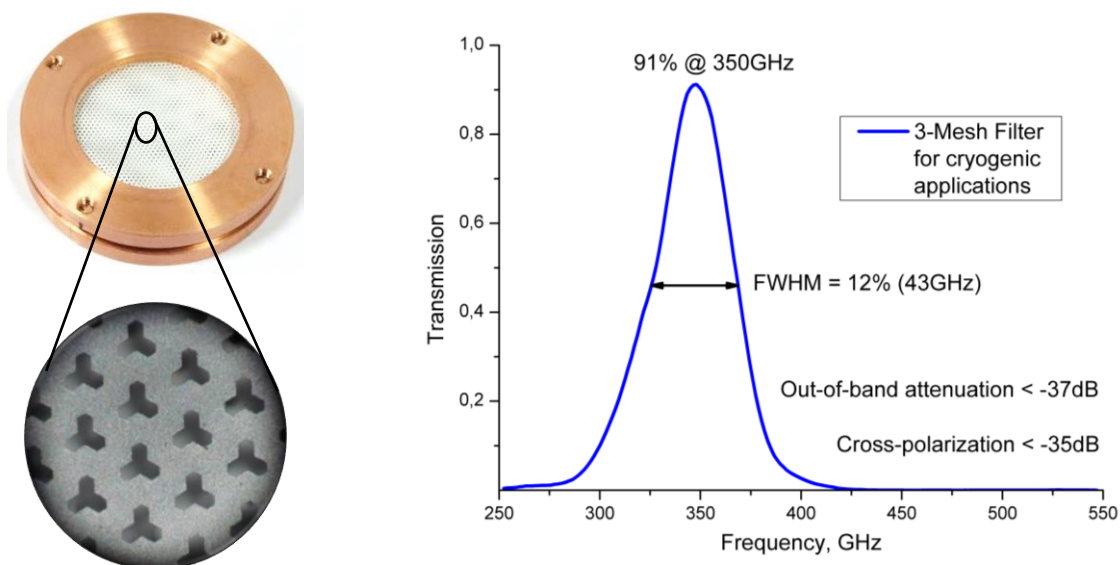 1,0
91% @ 350GHz
0,8
3-Mesh Filter
for cryogenic
applications
0,6
Transmission
FWHM = 12% (43GHz)
0,4
Out-of-band attenuation < -37dB
0,2
Cross-polarization < -35dB
250 300 350 400 450 500 550
Frequency, GHz